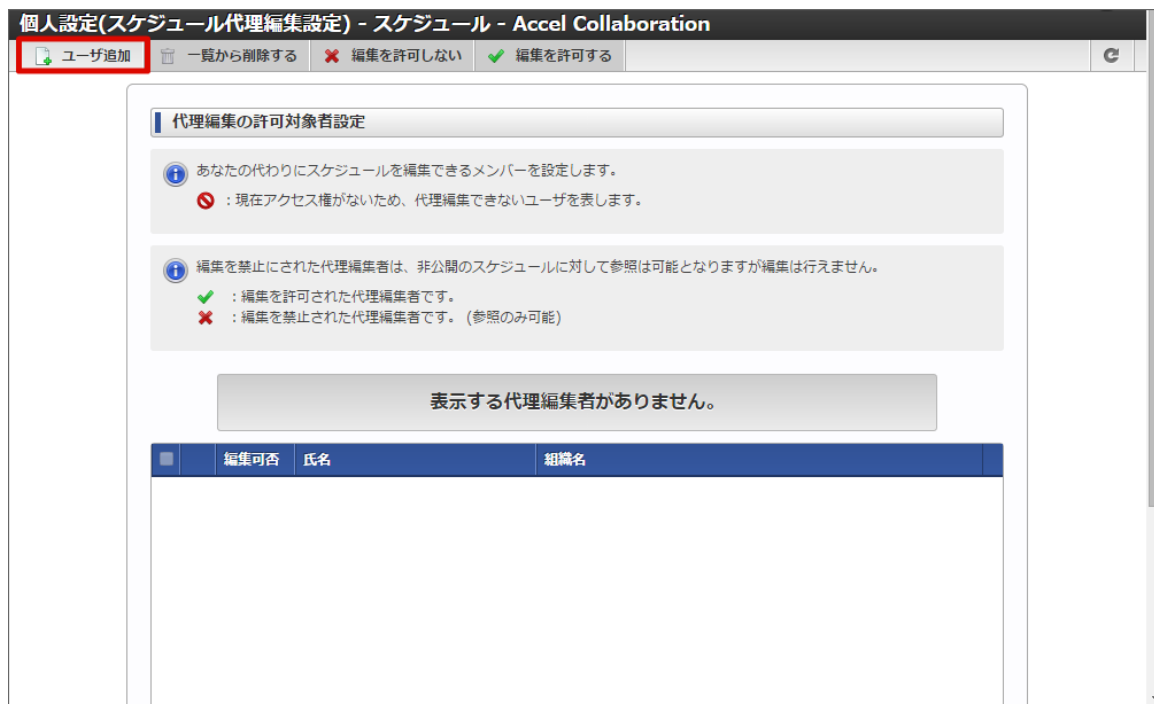 個人設定(スケジュール代理編集設定) - スケジュール - Accel Collaboration
ユーザ追加 一覧から削除する 編集を許可しない 編集を許可する
代理編集の許可対象者設定
あなたの代わりにスケジュールを編集できるメンバーを設定します。
：現在アクセス権がないため、代理編集できないユーザを表します。
編集を禁止にされた代理編集者は、非公開のスケジュールに対して参照は可能となりますが編集は行えません。
：編集を許可された代理編集者です。
：編集を禁止された代理編集者です。 (参照のみ可能)
表示する代理編集者がありません。
編集可否 氏名 組織名